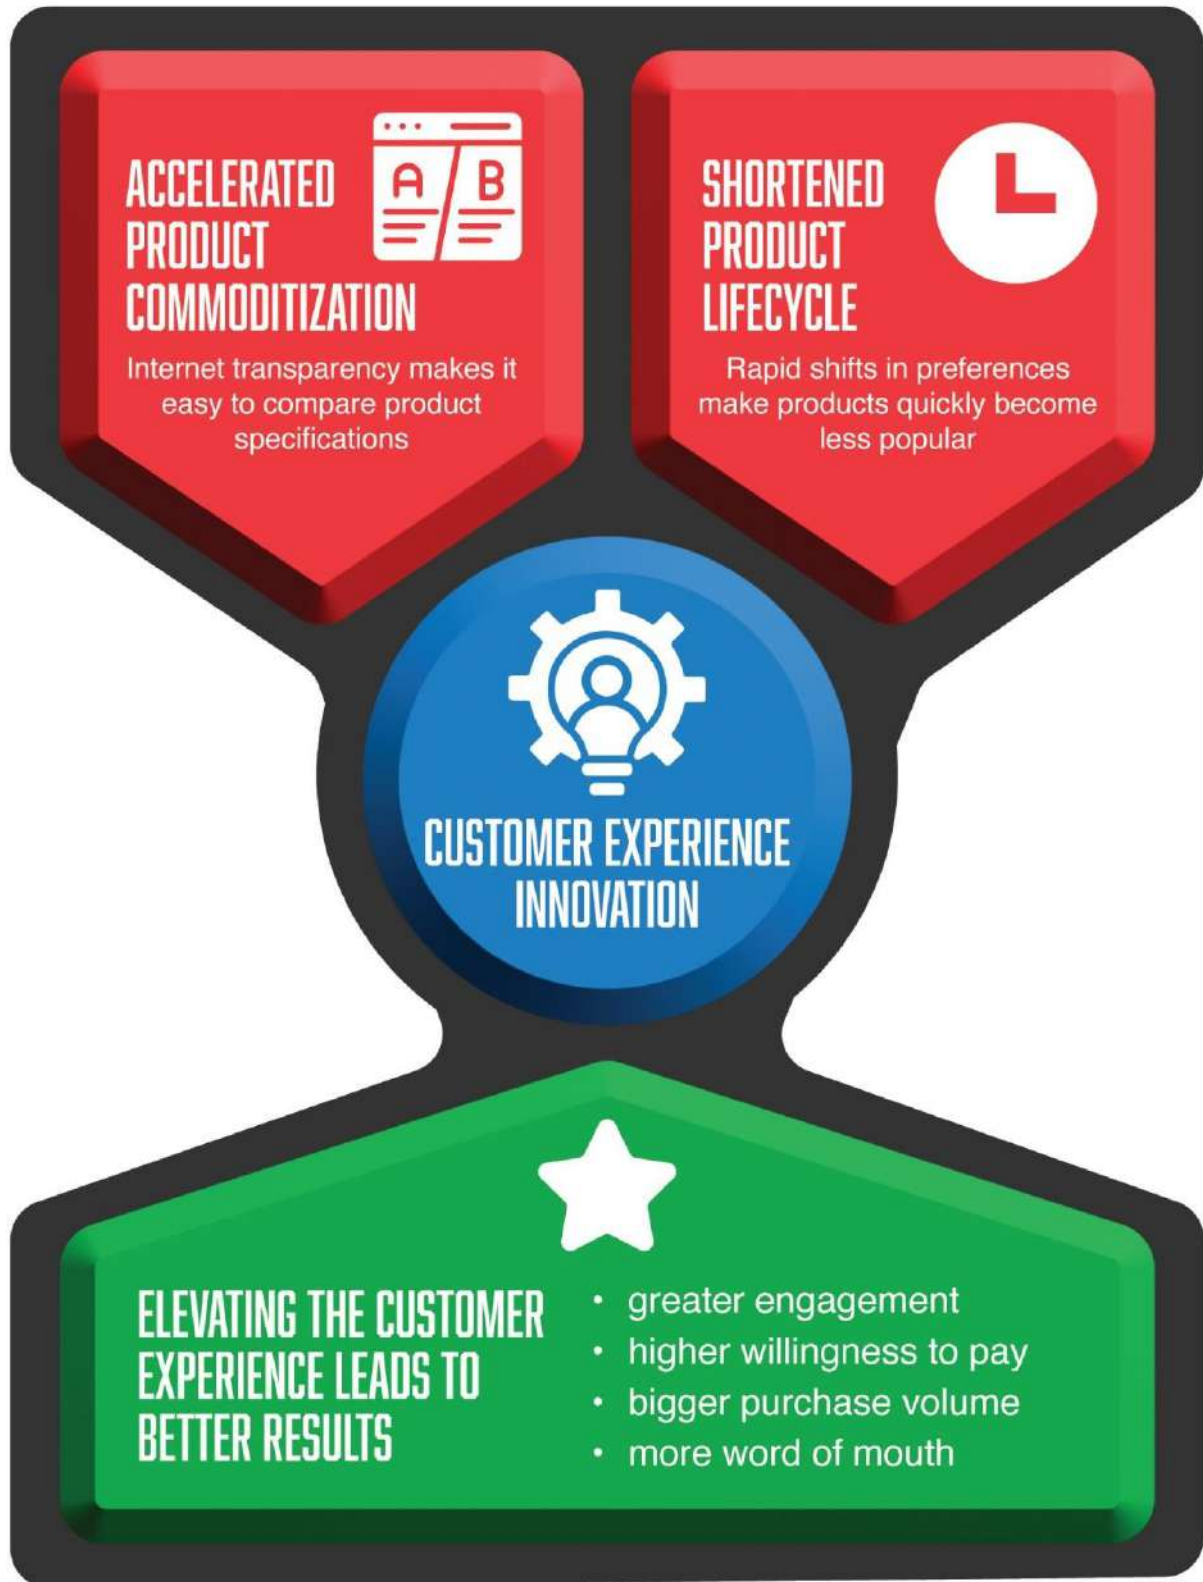 ACCELERATED
PRODUCT
COMMODITIZATION
A B
Internet transparency makes it
easy to compare product
specifications
SHORTENED
PRODUCT
LIFECYCLE
Rapid shifts in preferences
make products quickly become
less popular
CUSTOMER EXPERIENCE
INNOVATION
ELEVATING THE CUSTOMER
EXPERIENCE LEADS TO
BETTER RESULTS
• greater engagement
• higher willingness to pay
• bigger purchase volume
• more word of mouth